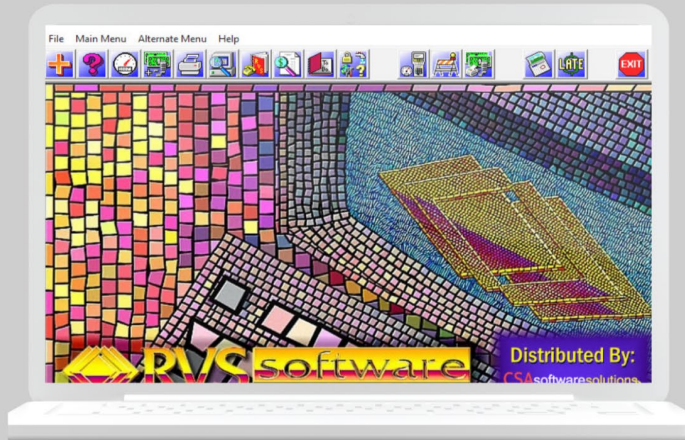 File Main Menu Alternate Menu Help
LATE
EXIT
RVS software
Distributed By:
CSAsoftwaresolutions